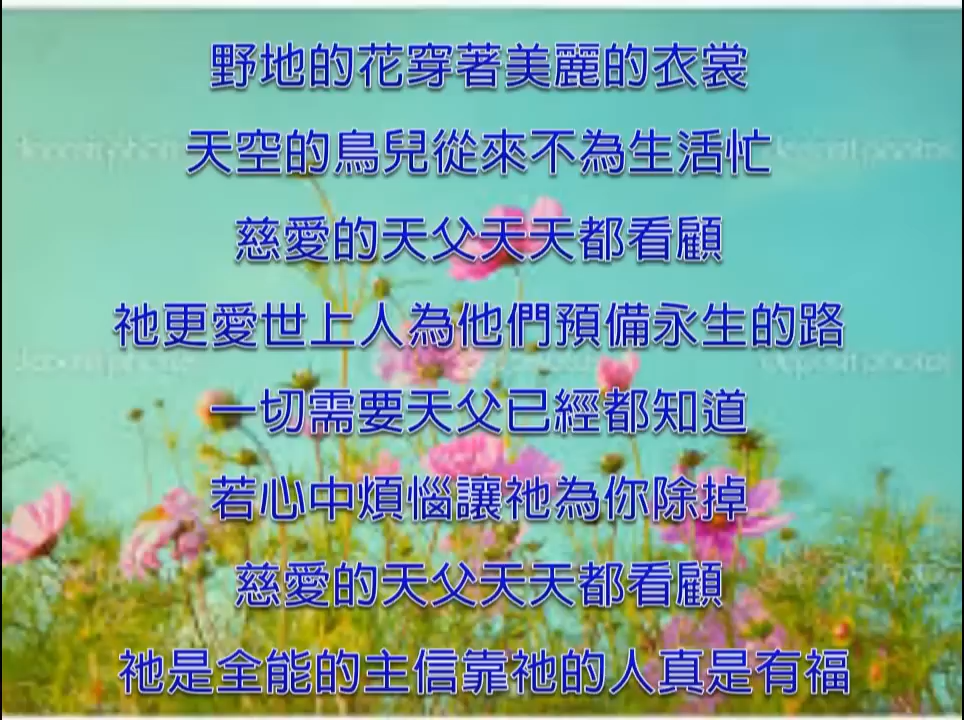 野地的花穿著美麗的衣裳
天空的鳥兒從來不為生活忙
慈愛的天父天天都看顧
祂更愛世上人為他們預備永生的路
一切需要天父已經都知道
若心中煩惱讓祂為你除掉
慈愛的天父天天都看顧
祂是全能的主信靠祂的人真是有福